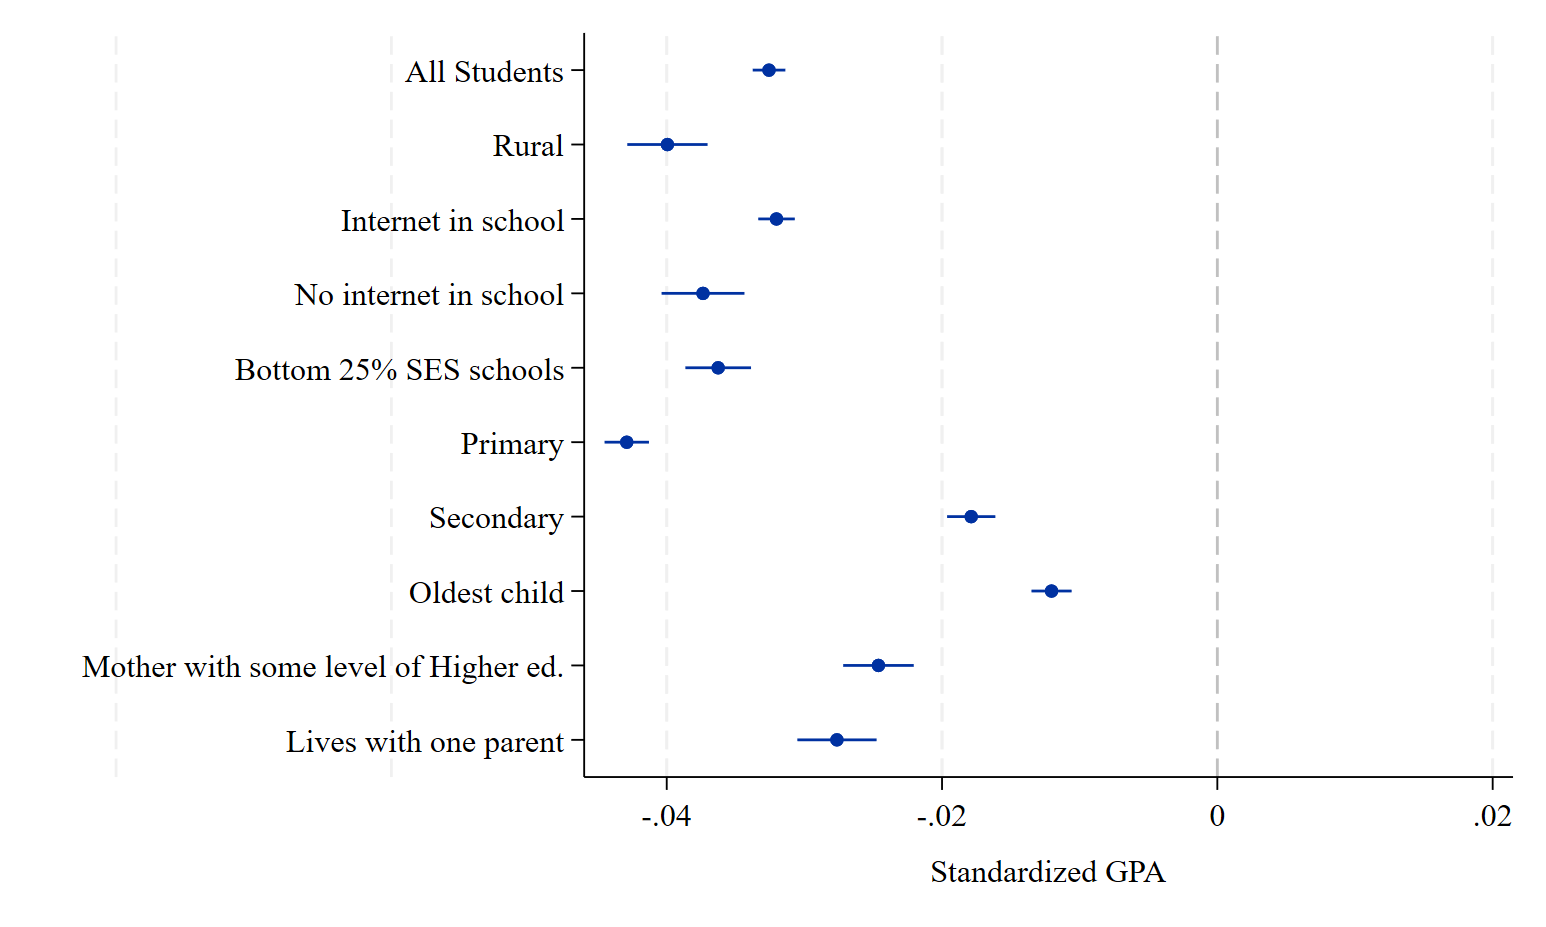 All Students
Rural
Internet in school
No internet in school
Bottom 25% SES schools
Primary
Secondary
Oldest child
Mother with some level of Higher ed.
Lives with one parent
-.04 -.02 0 .02
Standardized GPA